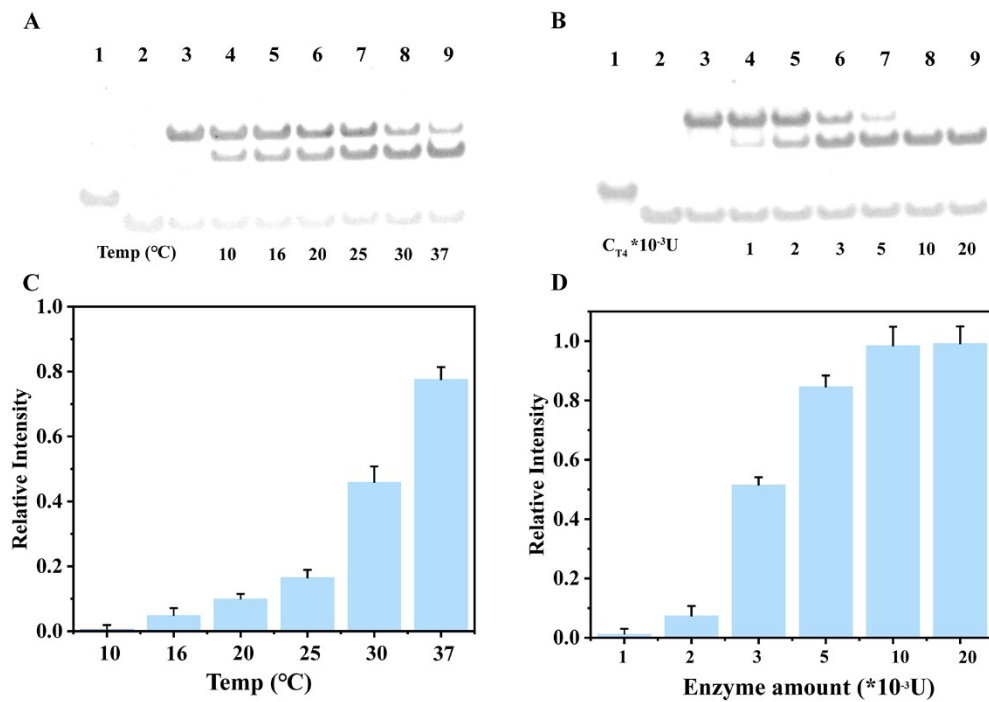 A
1 2 3 4 5 6 7 8 9
Temp (°C) 10 16 20 25 30 37
B
1 2 3 4 5 6 7 8 9
C_T4 *10⁻³U 1 2 3 5 10 20
C
1.0
0.8
0.6
0.4
0.2
0.0
Relative Intensity
10 16 20 25 30 37
Temp (°C)
D
1.0
0.8
0.6
0.4
0.2
0.0
Relative Intensity
1 2 3 5 10 20
Enzyme amount (*10⁻³U)